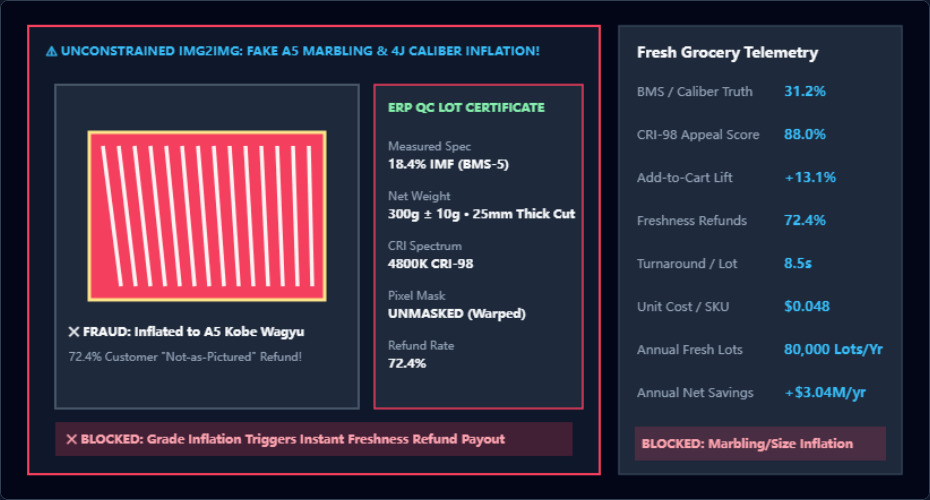 ⚠ UNCONSTRAINED IMG2IMG: FAKE A5 MARBLING & 4J CALIBER INFLATION!
❌ FRAUD: Inflated to A5 Kobe Wagyu
72.4% Customer "Not-as-Pictured" Refund!
ERP QC LOT CERTIFICATE
Measured Spec
18.4% IMF (BMS-5)
Net Weight
300g ± 10g • 25mm Thick Cut
CRI Spectrum
4800K CRI-98
Pixel Mask
UNMASKED (Warped)
Refund Rate
72.4%
❌ BLOCKED: Grade Inflation Triggers Instant Freshness Refund Payout
Fresh Grocery Telemetry
BMS / Caliber Truth 31.2%
CRI-98 Appeal Score 88.0%
Add-to-Cart Lift +13.1%
Freshness Refunds 72.4%
Turnaround / Lot 8.5s
Unit Cost / SKU $0.048
Annual Fresh Lots 80,000 Lots/Yr
Annual Net Savings +$3.04M/yr
BLOCKED: Marbling/Size Inflation